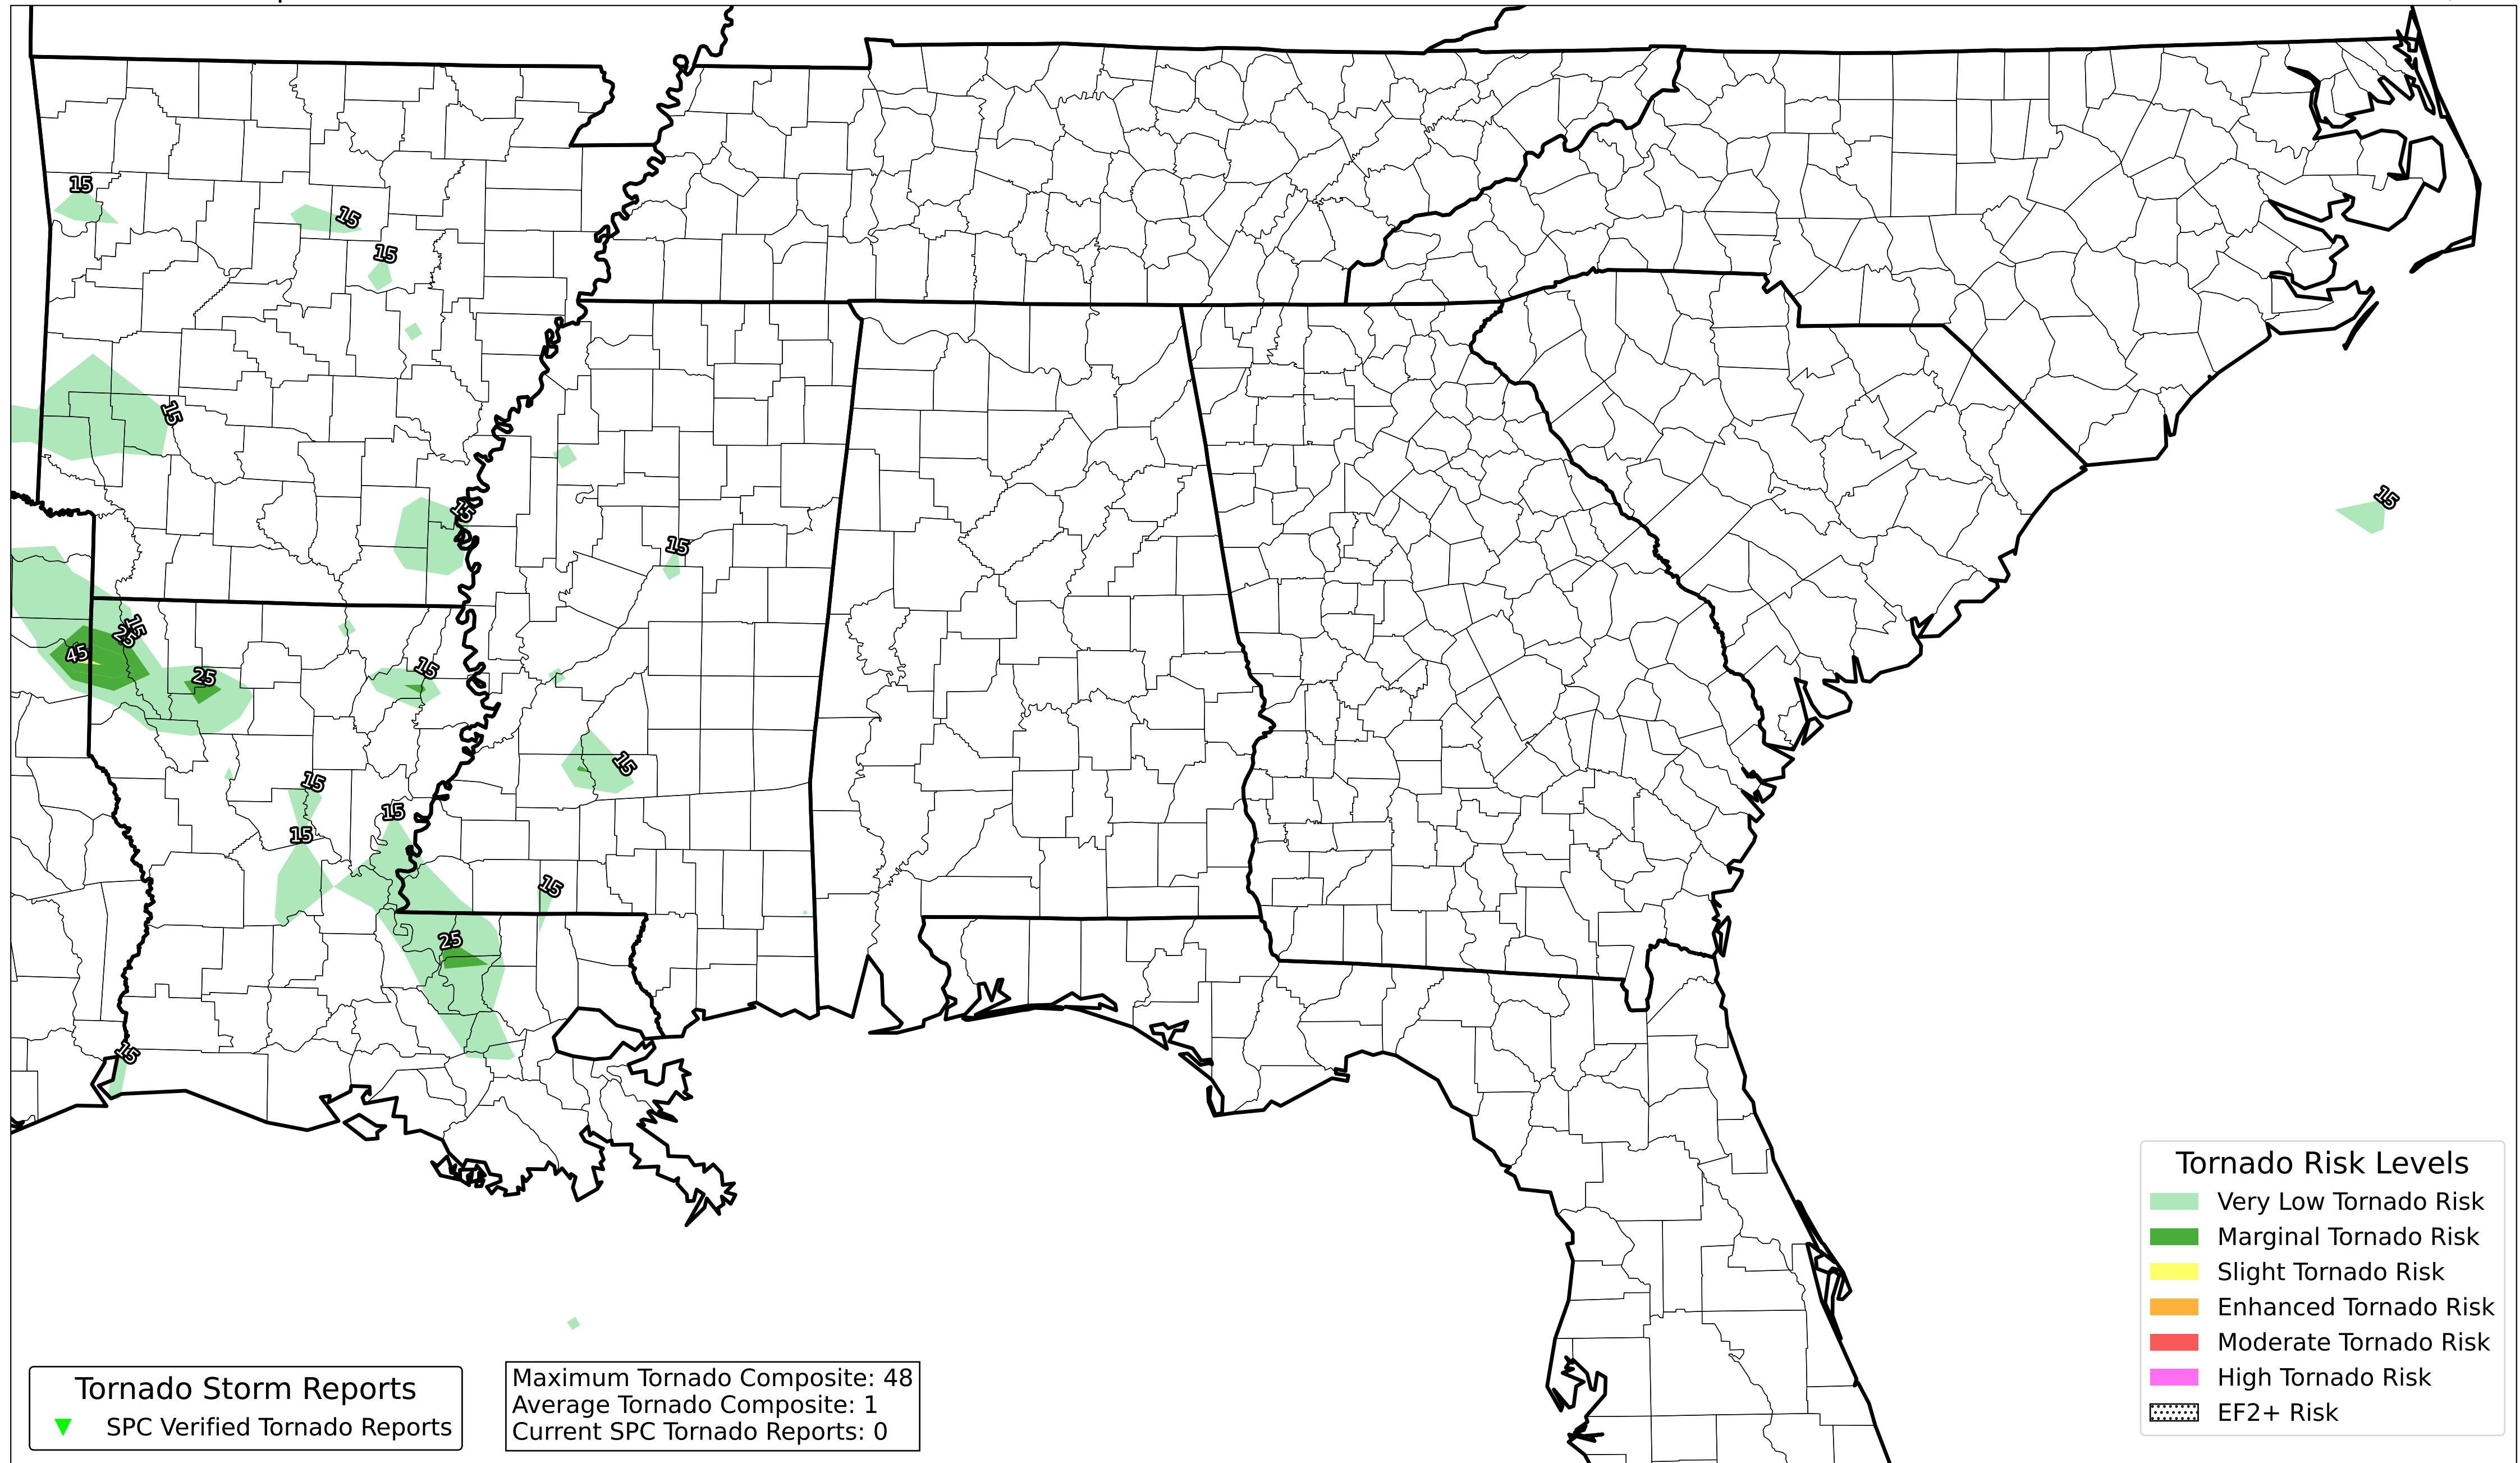 15
15
15
15
15
15
15
25
45
25
15
15
15
15
15
15
25
15
15
Tornado Risk Levels
Very Low Tornado Risk
Marginal Tornado Risk
Slight Tornado Risk
Enhanced Tornado Risk
Moderate Tornado Risk
High Tornado Risk
EF2+ Risk
Tornado Storm Reports
SPC Verified Tornado Reports
Maximum Tornado Composite: 48
Average Tornado Composite: 1
Current SPC Tornado Reports: 0